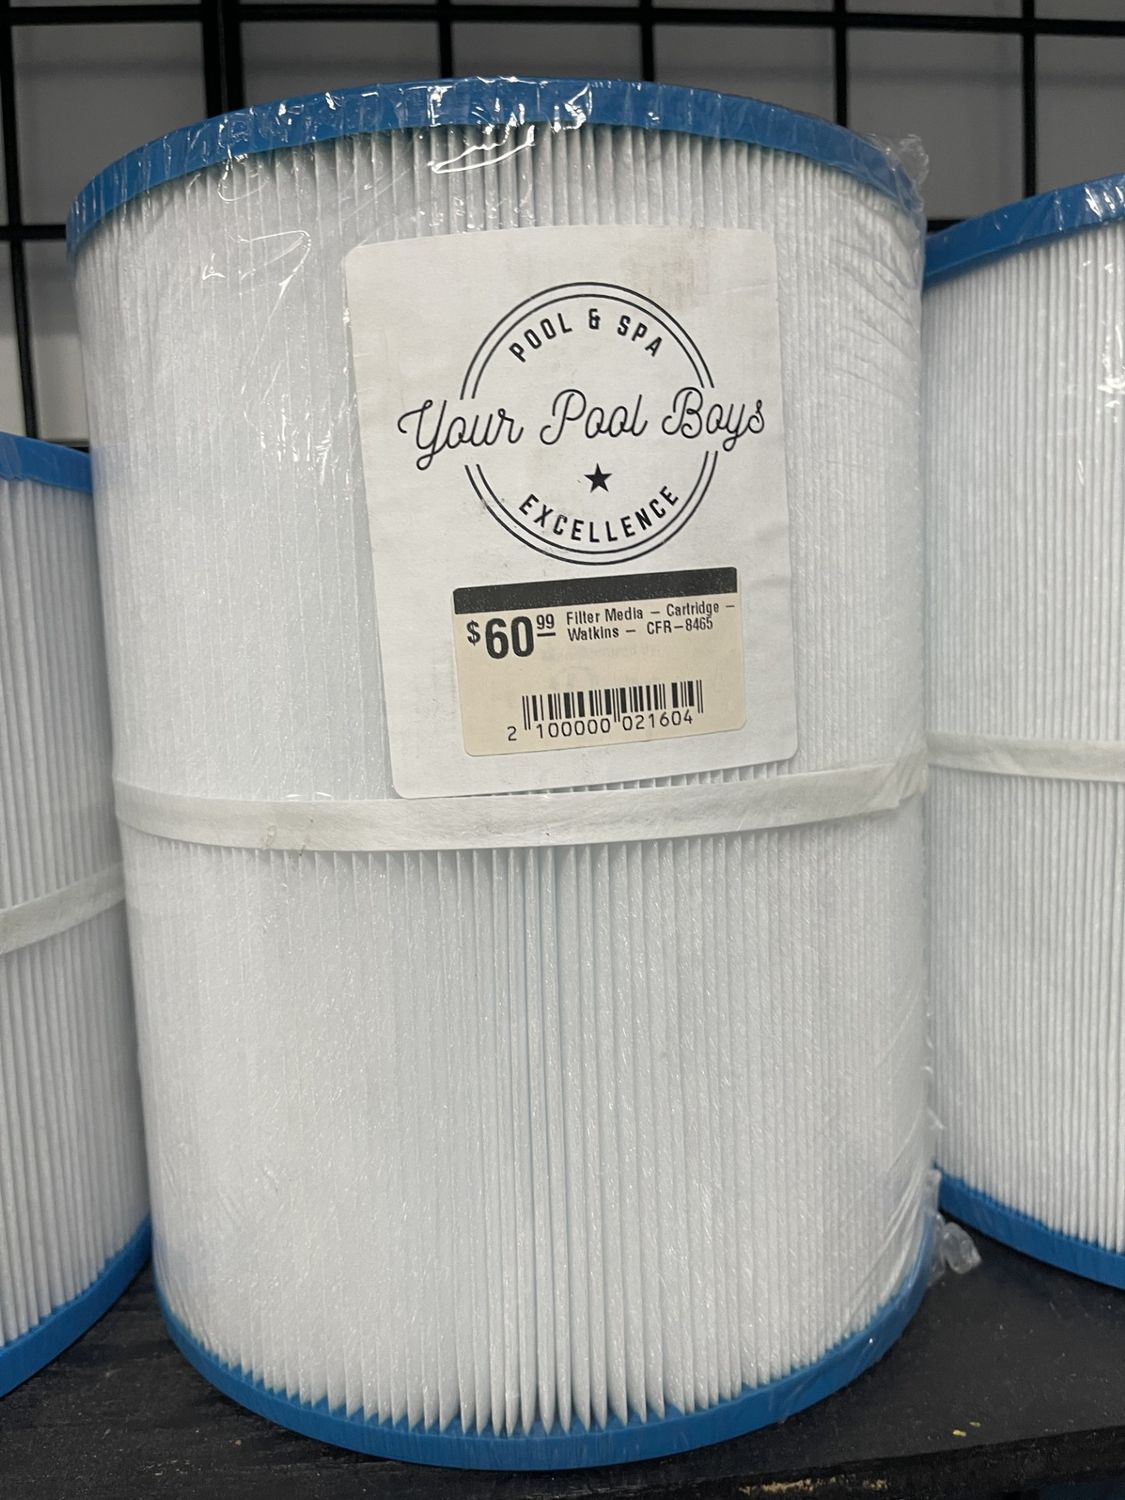 POOL & SPA
Your Pool Boys
EXCELLENCE
$60.99 Filter Media – Cartridge –
Watkins – CFR-8465
2 100000 021604